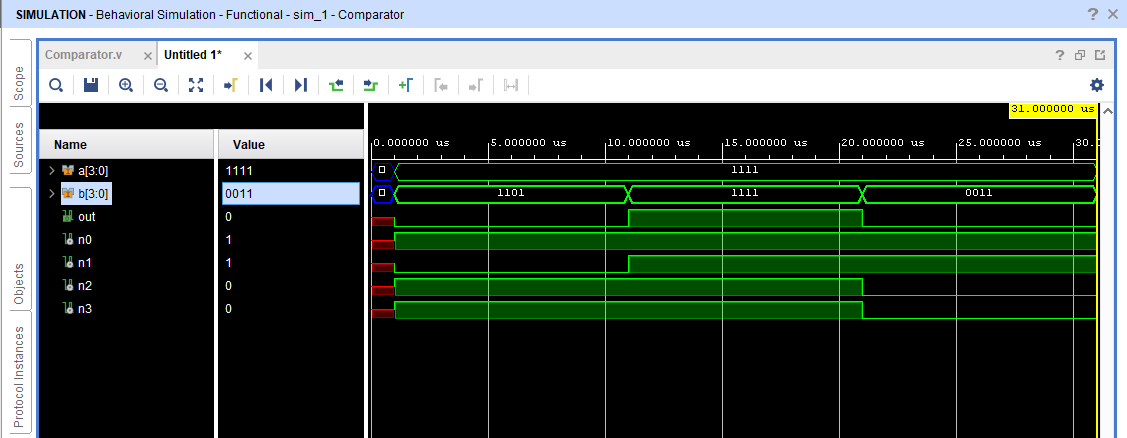 SIMULATION - Behavioral Simulation - Functional - sim_1 - Comparator
? ×
Scope
Sources
Objects
Protocol Instances
Comparator.v × Untitled 1* ×
?
Name Value
31.000000 us
0.000000 us 5.000000 us 10.000000 us 15.000000 us 20.000000 us 25.000000 us 30.
a[3:0] 1111 1111
b[3:0] 0011 1101 1111 0011
out 0
n0 1
n1 1
n2 0
n3 0